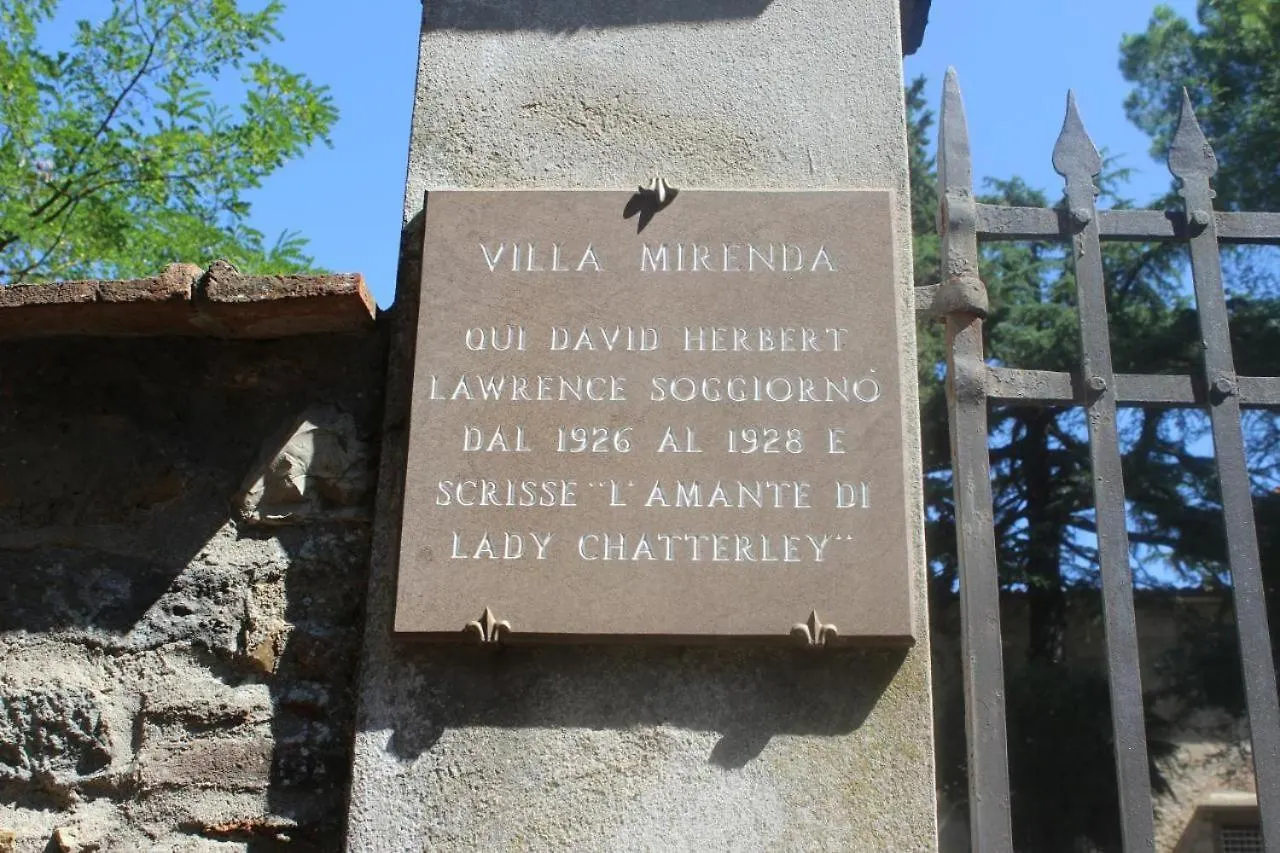 VILLA MIRENDA
QUI DAVID HERBERT
LAWRENCE SOGGIORNÒ
DAL 1926 AL 1928 E
SCRISSE "L'AMANTE DI
LADY CHATTERLEY"